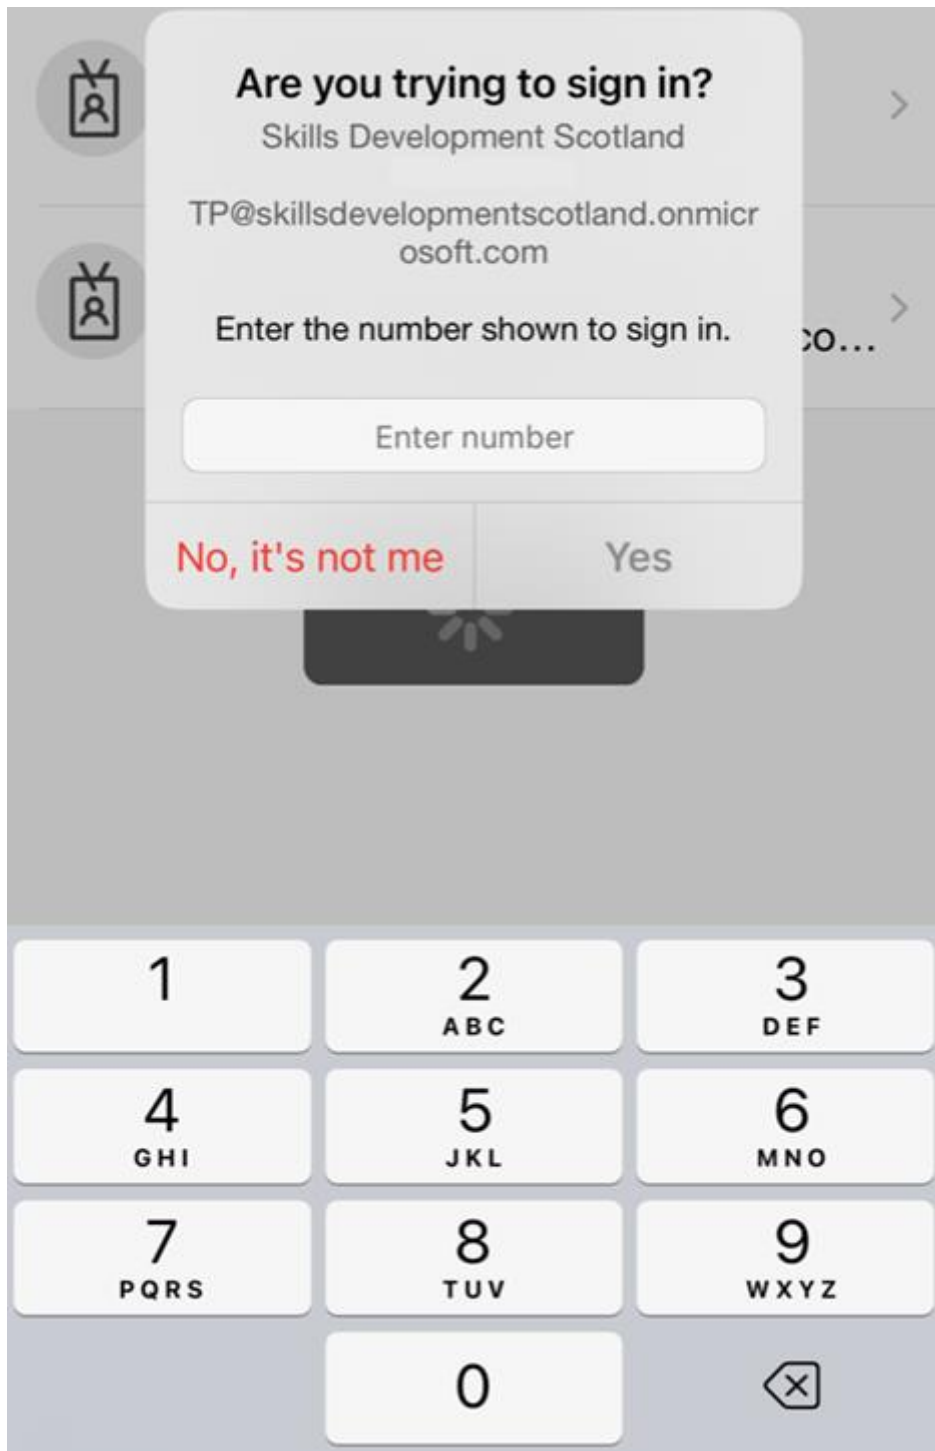 Are you trying to sign in?
Skills Development Scotland
TP@skillsdevelopmentscotland.onmicr
osoft.com
Enter the number shown to sign in.
co...
Enter number
No, it's not me
Yes
1
2
ABC
3
DEF
4
GHI
5
JKL
6
MNO
7
PQRS
8
TUV
9
WXYZ
0